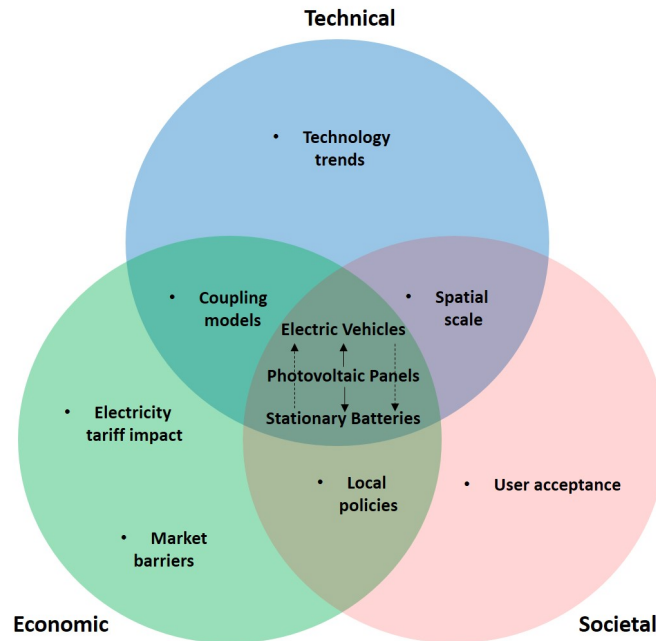 Technical
• Technology
trends
• Coupling
models
• Spatial
scale
Electric Vehicles
Photovoltaic Panels
Stationary Batteries
• Electricity
tariff impact
• Local
policies
• User acceptance
• Market
barriers
Economic
Societal